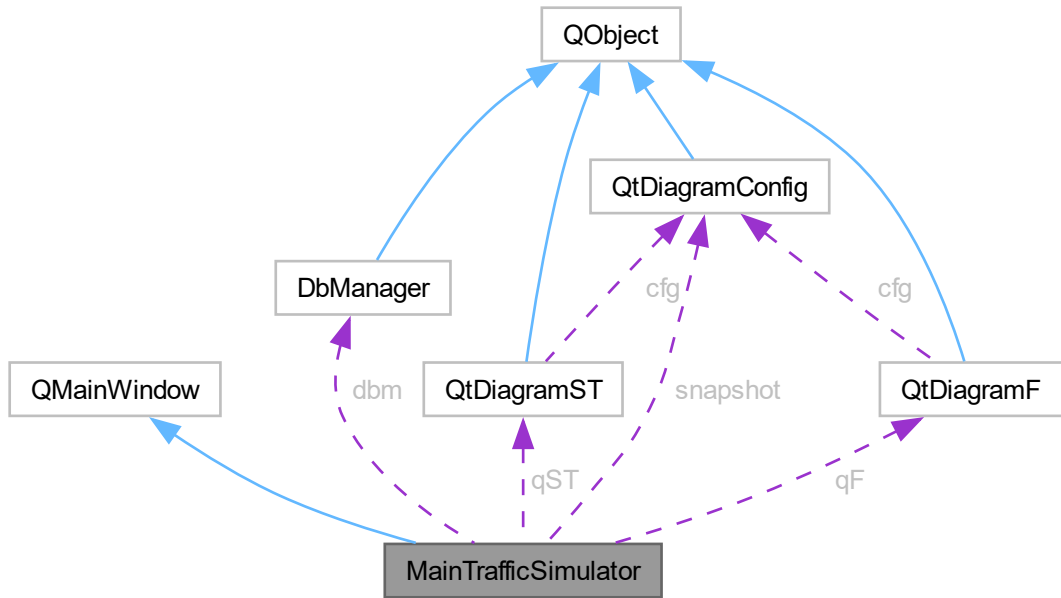 QObject
QtDiagramConfig
DbManager
cfg
cfg
QMainWindow
dbm
QtDiagramST
snapshot
QtDiagramF
qST
qF
MainTrafficSimulator